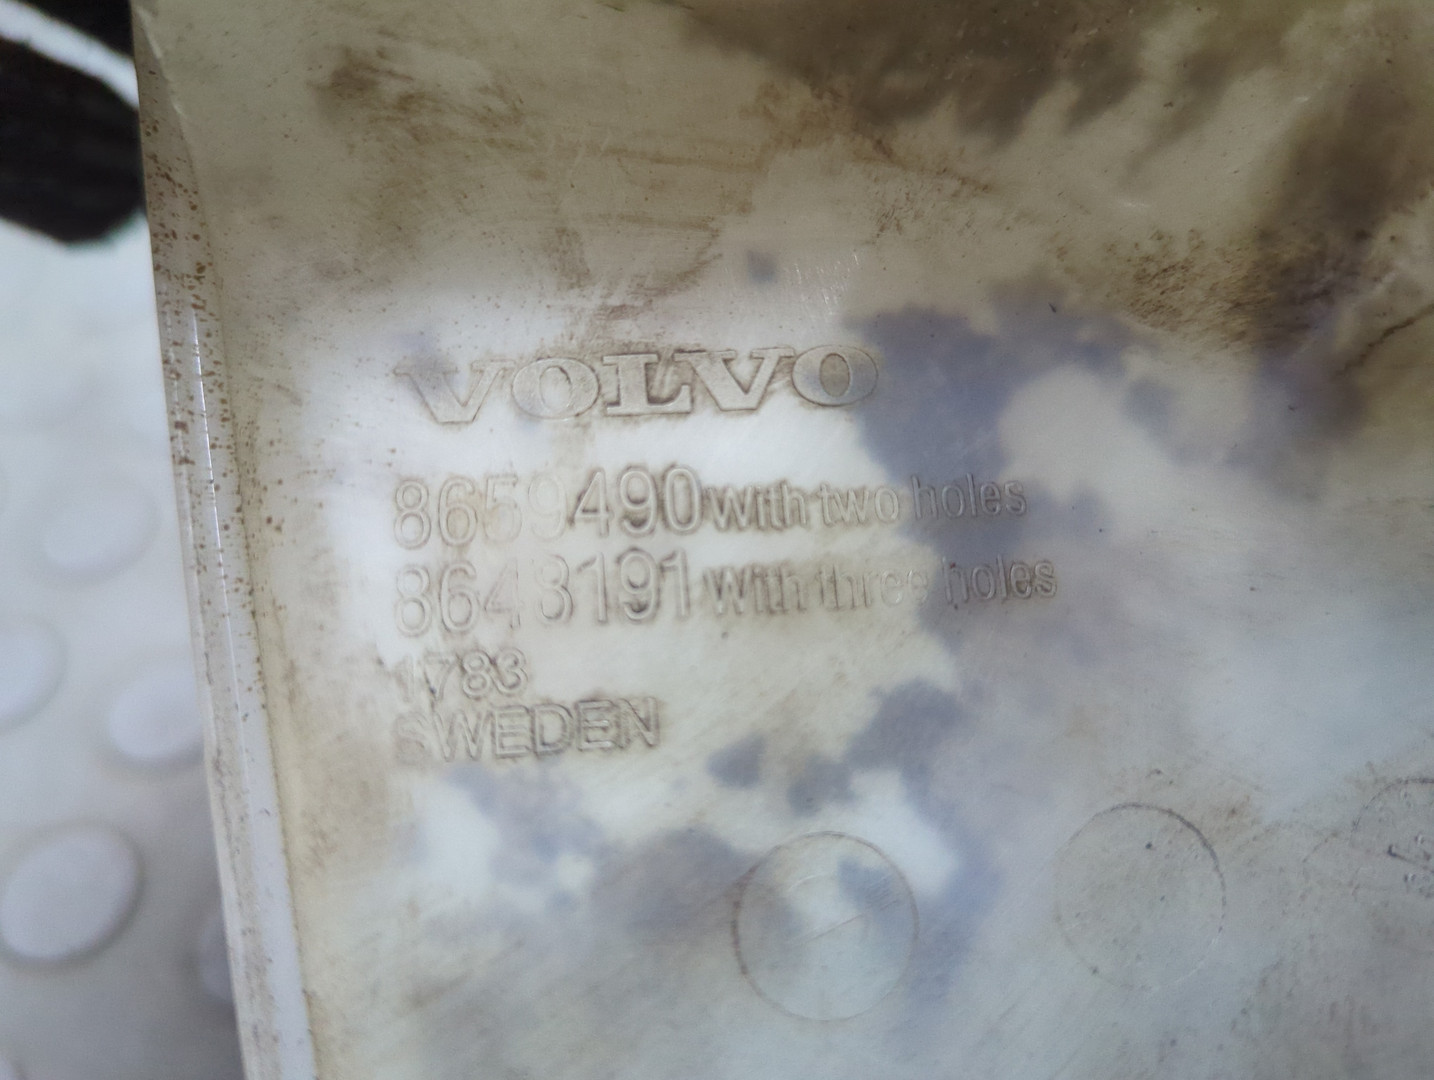 VOLVO
8659490 with two holes
8648191 with three holes
1783
SWEDEN